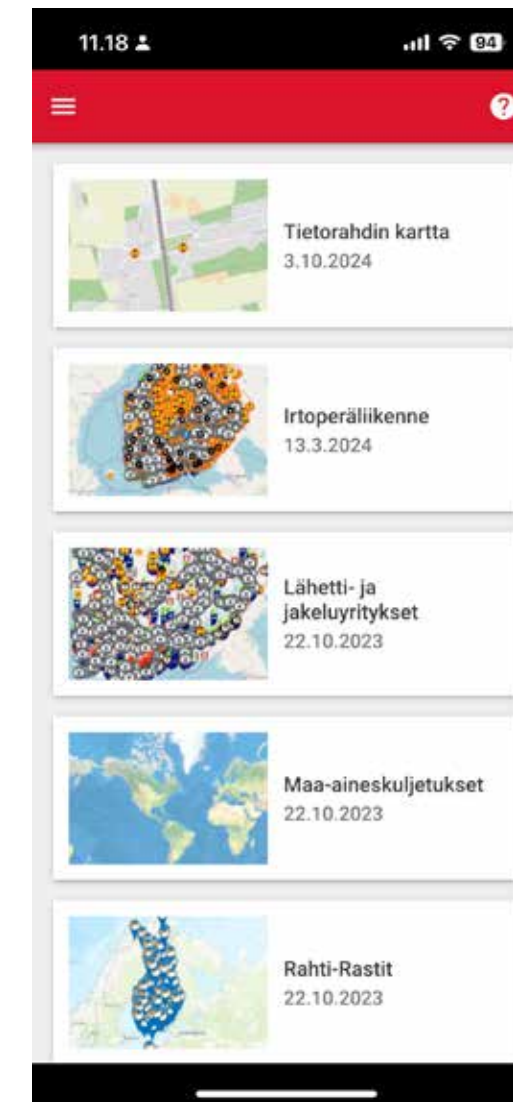 11.18
94
?
Tietorahdin kartta
3.10.2024
Irtoperäliikenne
13.3.2024
Lähetti- ja
jakeluyritykset
22.10.2023
Maa-aineskuljetukset
22.10.2023
Rahti-Rastit
22.10.2023